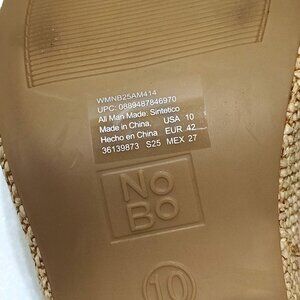 WMNB25AM414
UPC: 0889487846970
All Man Made: Sintetico
Made in China, USA 10
Hecho en China EUR 42
36139873 S25 MEX 27
NO
BO
10